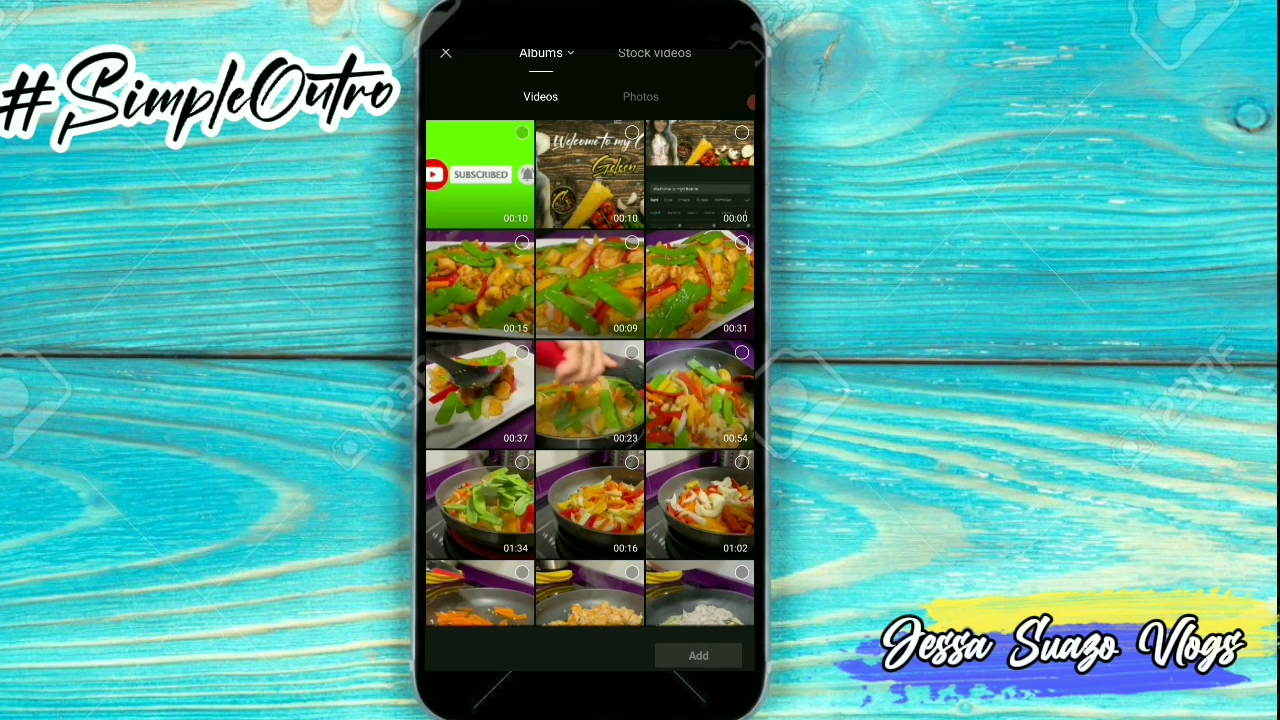 #SimpleOutro
Albums
Stock videos
Videos
Photos
SUBSCRIBED
00:10
Welcome to my
00:10
00:00
00:15
00:09
00:31
00:37
00:23
00:54
01:34
00:16
01:02
Add
Jessa Suazo Vlogs
123RF
123RF